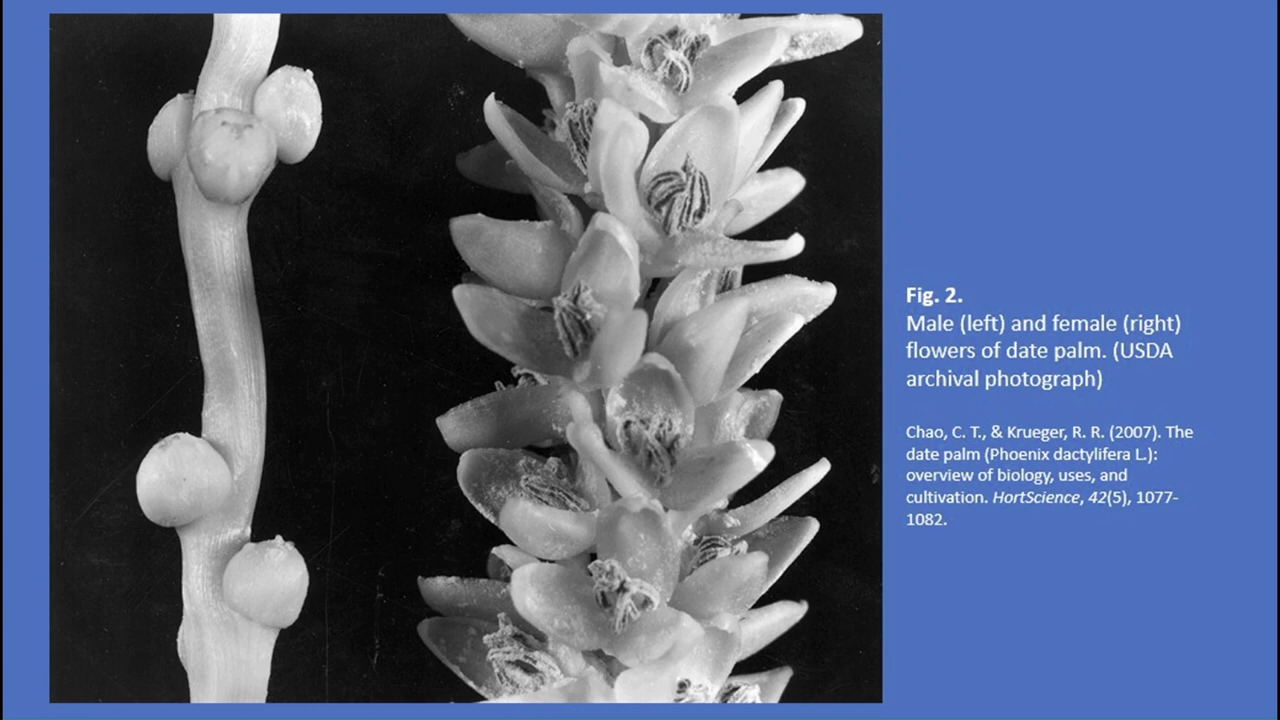 Fig. 2.
Male (left) and female (right)
flowers of date palm. (USDA
archival photograph)
Chao, C. T., & Krueger, R. R. (2007). The
date palm (Phoenix dactylifera L.):
overview of biology, uses, and
cultivation. HortScience, 42(5), 1077-
1082.